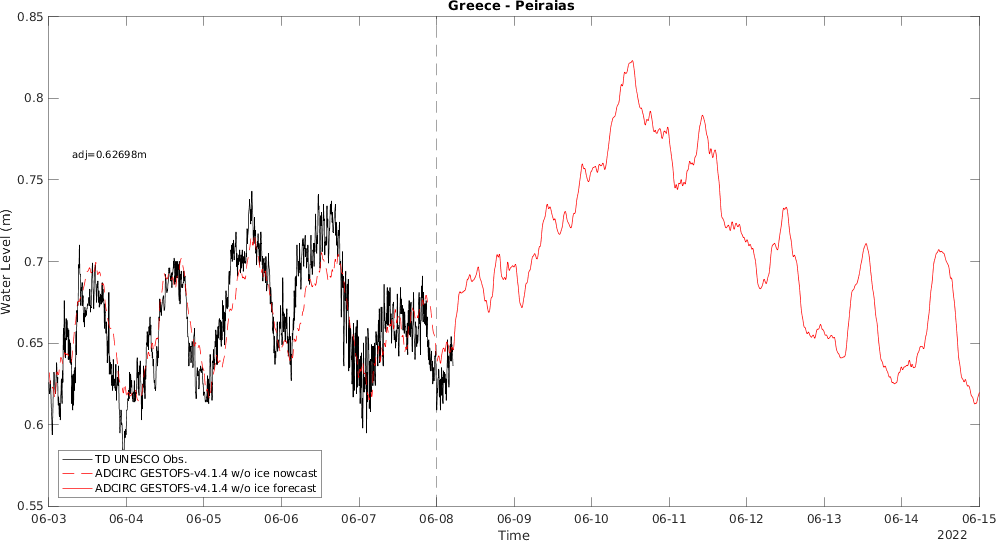 Greece - Peiraias
0.85
0.8
0.75
0.7
0.65
0.6
0.55
Water Level (m)
adj=0.62698m
TD UNESCO Obs.
ADCIRC GESTOFS-v4.1.4 w/o ice nowcast
ADCIRC GESTOFS-v4.1.4 w/o ice forecast
06-03 06-04 06-05 06-06 06-07 06-08 06-09 06-10 06-11 06-12 06-13 06-14 06-15
Time
2022